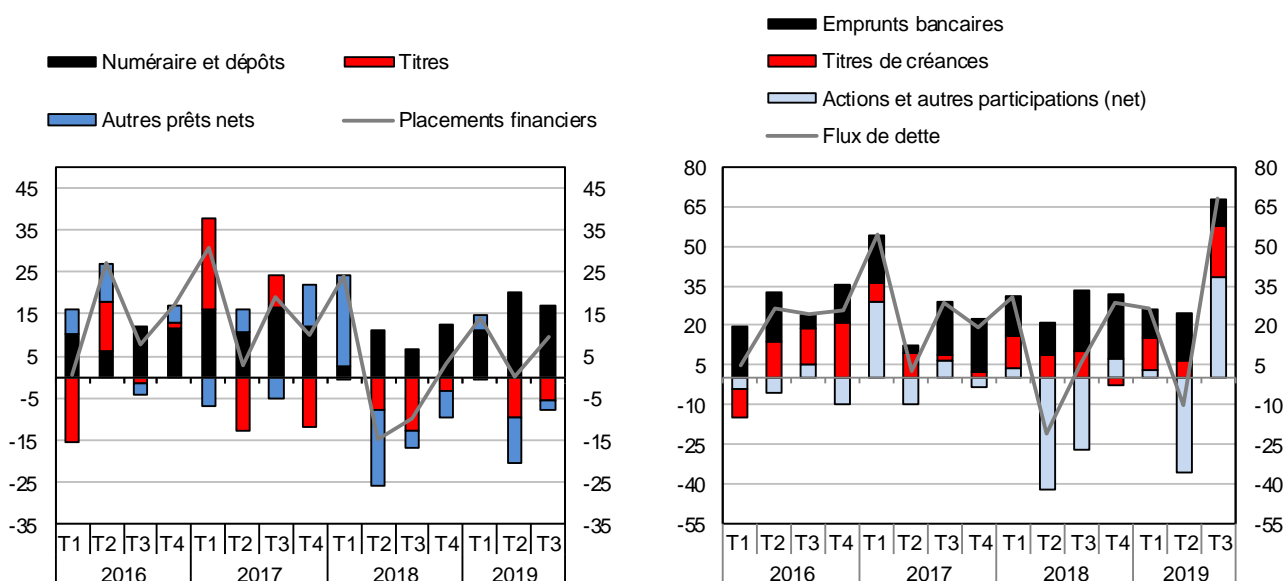 Numéraire et dépôts Titres
Autres prêts nets Placements financiers
45 45
35 35
25 25
15 15
5 5
-5 -5
-15 -15
-25 -25
-35 -35
T1 T2 T3 T4 T1 T2 T3 T4 T1 T2 T3 T4 T1 T2 T3
2016 2017 2018 2019
Emprunts bancaires
Titres de créances
Actions et autres participations (net)
Flux de dette
80 80
65 65
50 50
35 35
20 20
5 5
-10 -10
-25 -25
-40 -40
-55 -55
T1 T2 T3 T4 T1 T2 T3 T4 T1 T2 T3 T4 T1 T2 T3
2016 2017 2018 2019